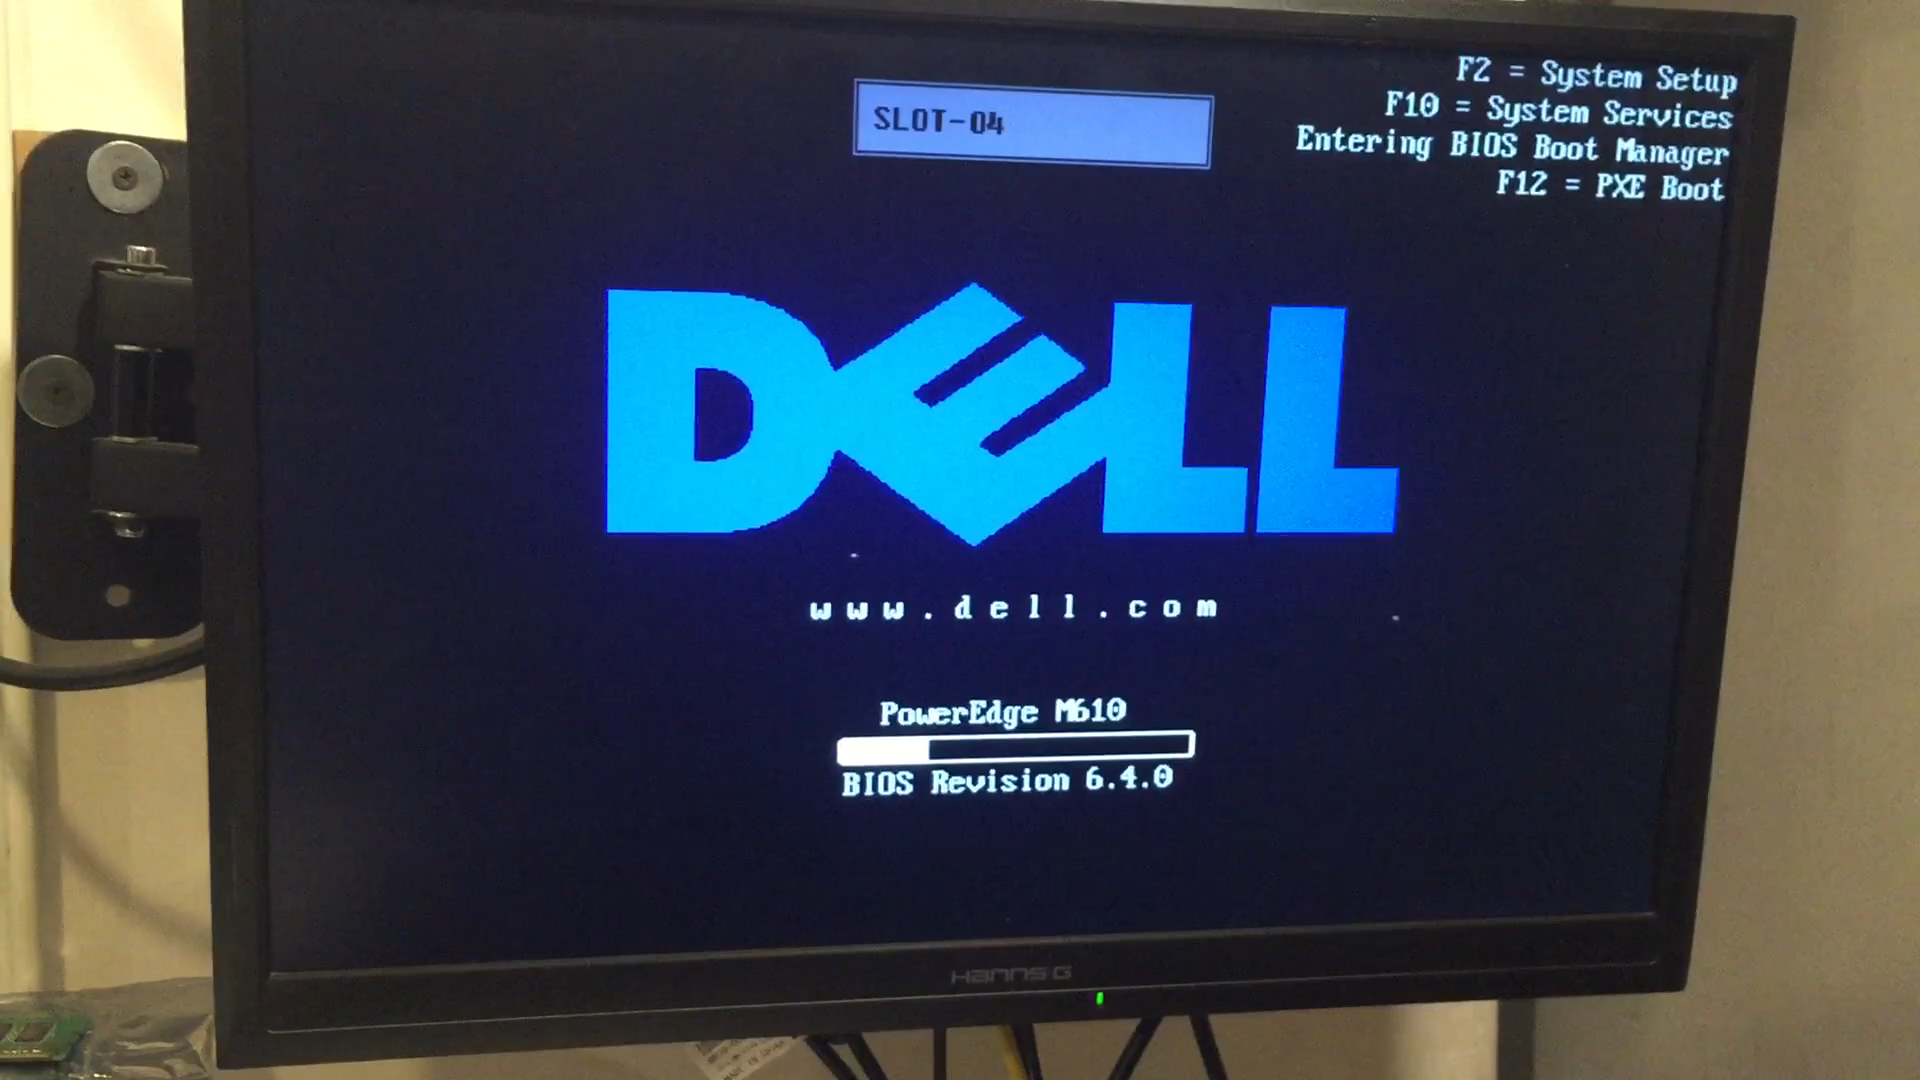 SLOT-04
F2 = System Setup
F10 = System Services
Entering BIOS Boot Manager
F12 = PXE Boot
DELL
www.dell.com
PowerEdge M610
BIOS Revision 6.4.0
HANNS G